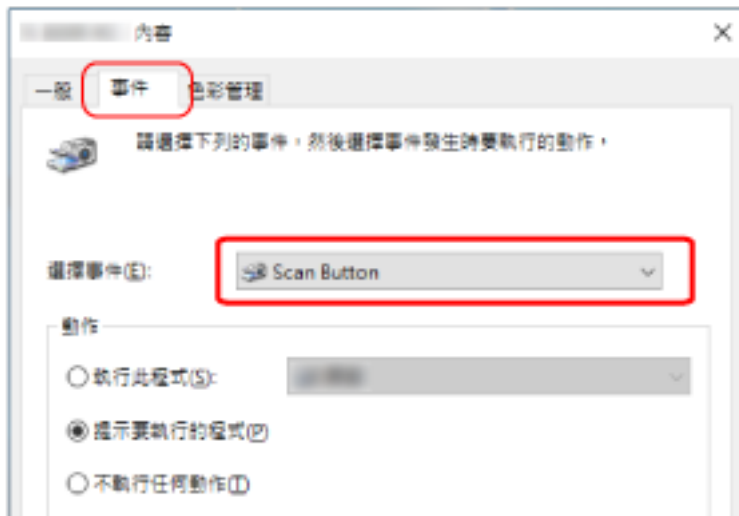 內容
一般 事件 色彩管理
請選擇下列的事件，然後選擇事件發生時要執行的動作，
選擇事件(E): Scan Button
動作
執行此程式(S):
提示要執行的程式(P)
不執行任何動作(T)